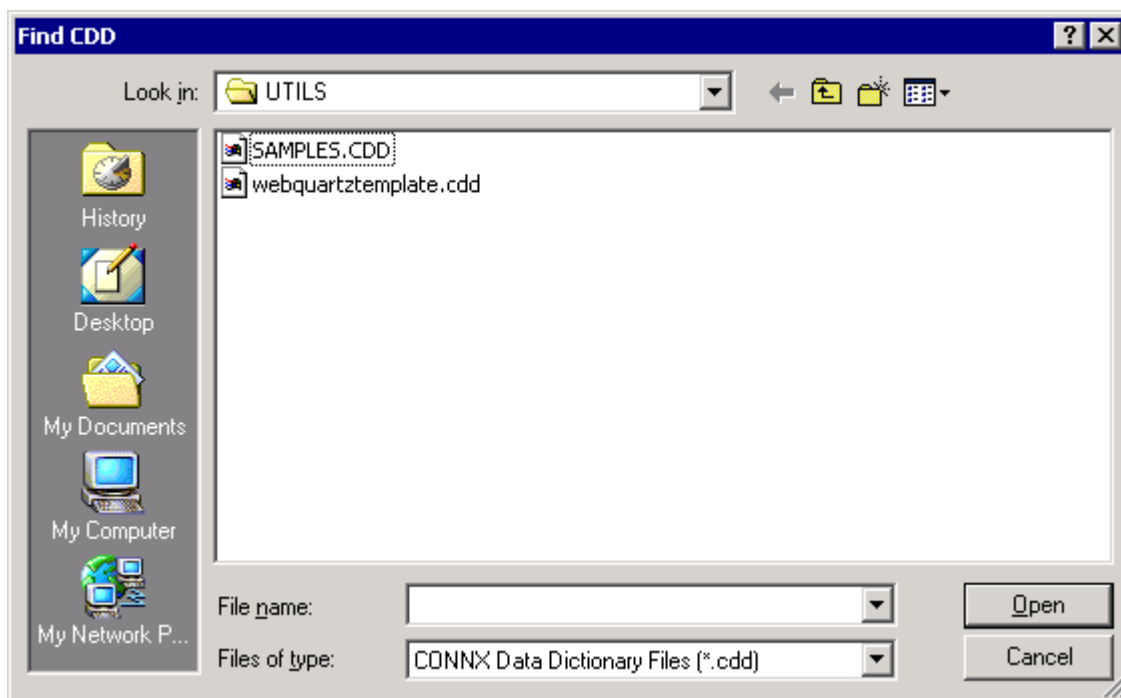 Find CDD
Look in: UTILS
SAMPLES.CDD
webquartztemplate.cdd
History
Desktop
My Documents
My Computer
My Network P...
File name:
Open
Files of type: CONNX Data Dictionary Files (*.cdd)
Cancel